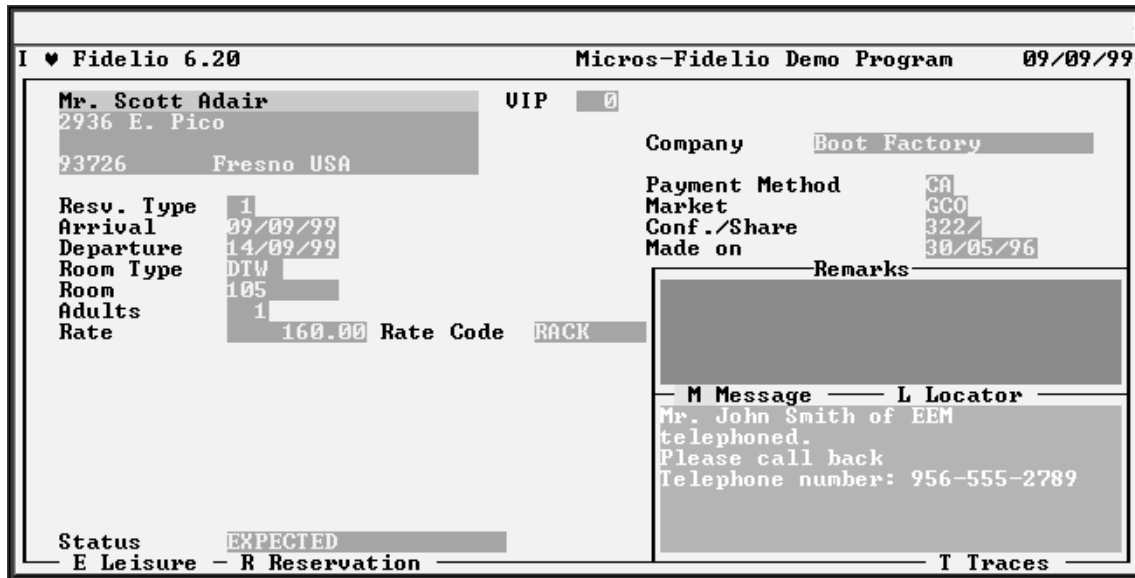 I ♥ Fidelio 6.20 Micros-Fidelio Demo Program 09/09/99
Mr. Scott Adair VIP 0
2936 E. Pico
Company Boot Factory
93726 Fresno USA
Payment Method CA
Resv. Type 1 Market GCO
Arrival 09/09/99 Conf./Share 322/
Departure 14/09/99 Made on 30/05/96
Room Type DTW Remarks
Room 105
Adults 1
Rate 160.00 Rate Code RACK
M Message L Locator
Mr. John Smith of EEM
telephoned.
Please call back
Telephone number: 956-555-2789
Status EXPECTED
E Leisure - R Reservation T Traces